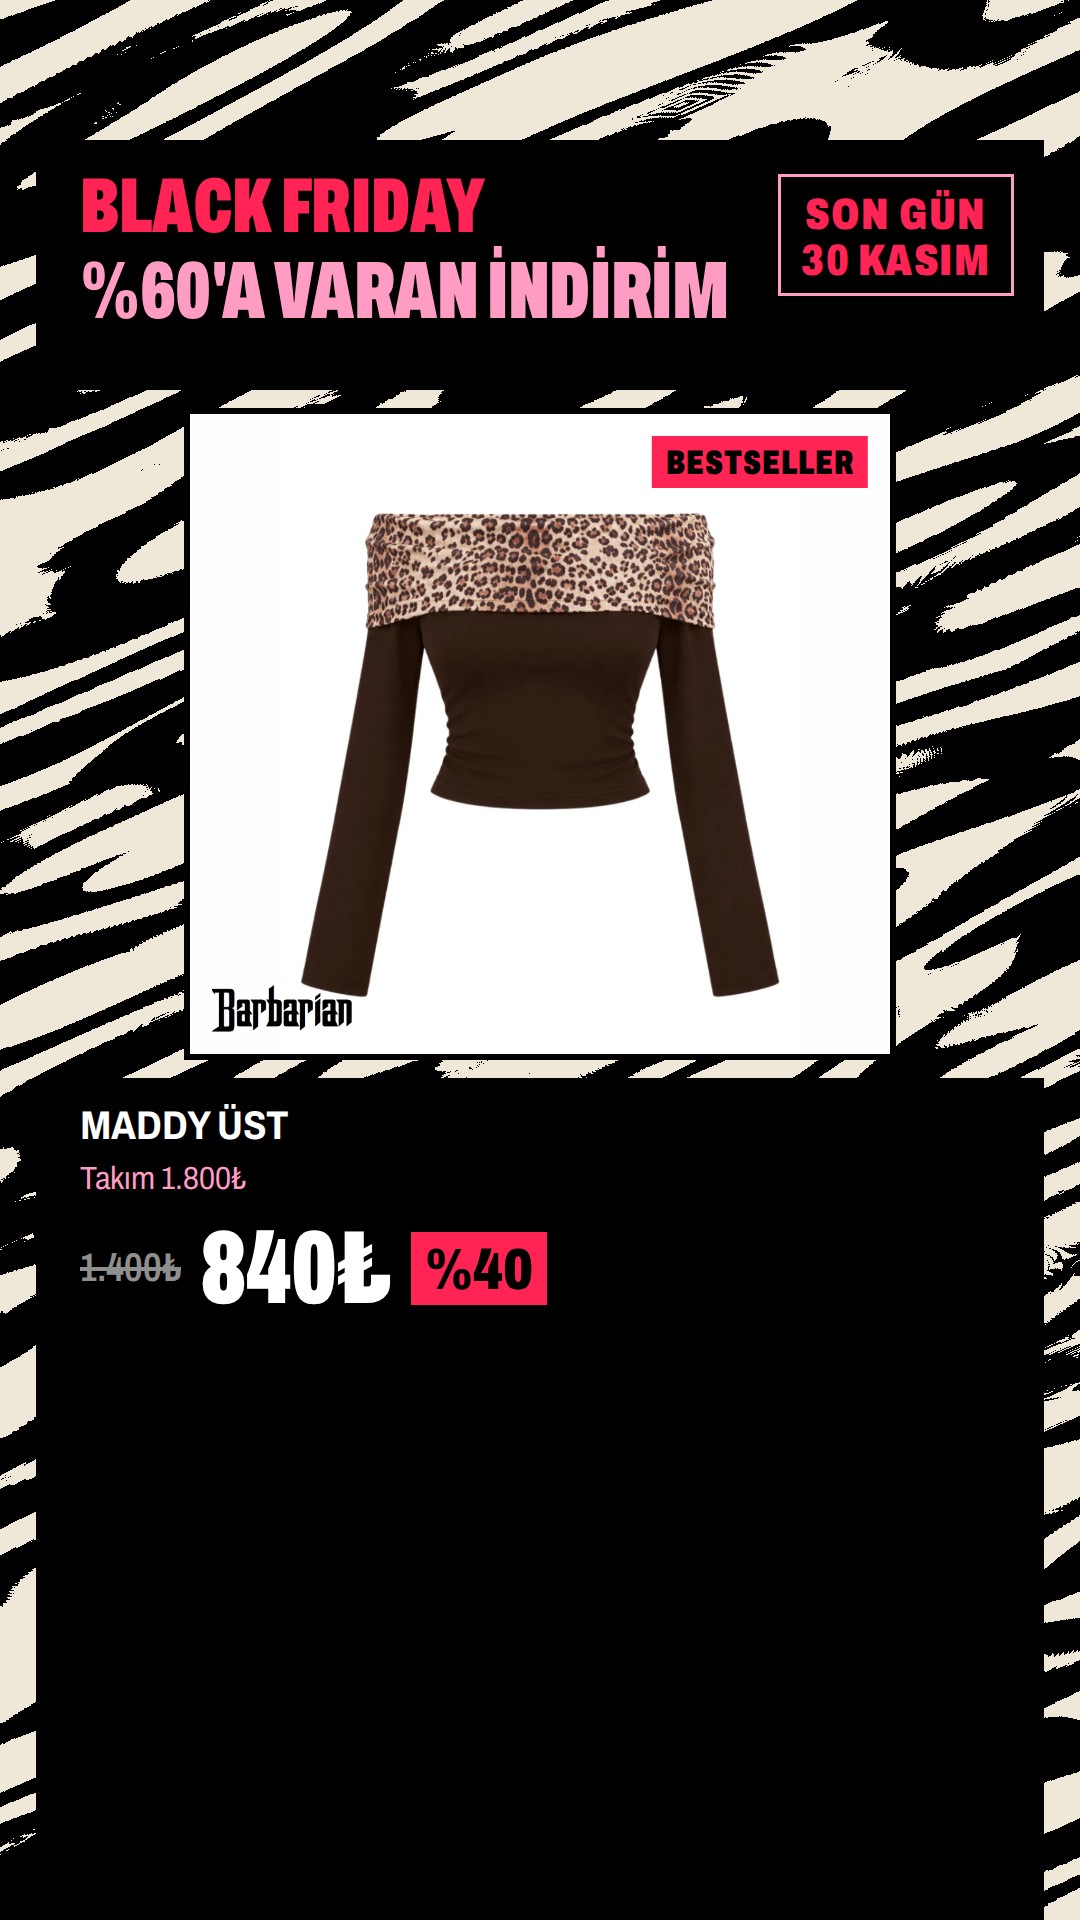 BLACK FRIDAY
%60'A VARAN İNDİRİM
SON GÜN
30 KASIM
BESTSELLER
Barbarian
MADDY ÜST
Takım 1.800₺
1.400₺ 840₺ %40